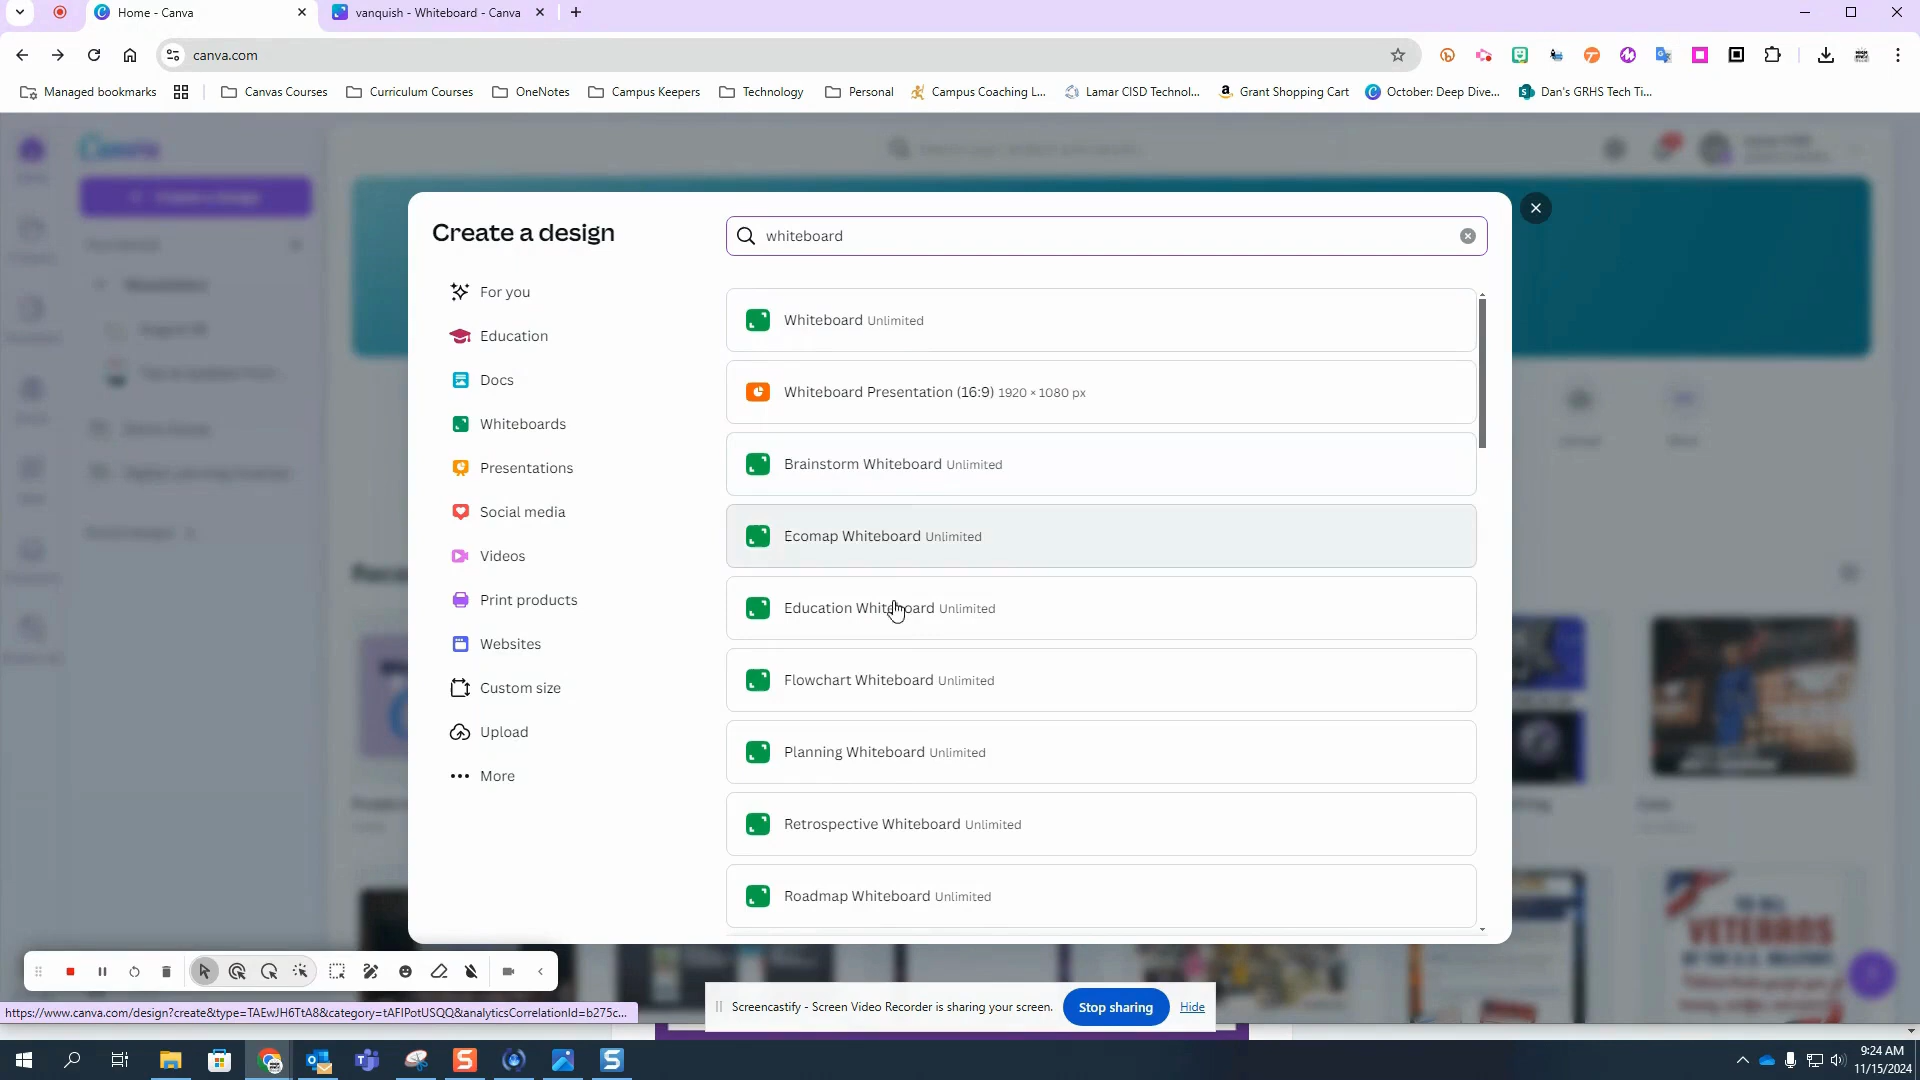 Home - Canva
vanquish - Whiteboard - Canva
canva.com
Managed bookmarks
Canvas Courses
Curriculum Courses
OneNotes
Campus Keepers
Technology
Personal
Campus Coaching L...
Lamar CISD Technol...
Grant Shopping Cart
October: Deep Dive...
Dan's GRHS Tech Ti...
Canva
Create a design
Create a design
whiteboard
For you
Education
Docs
Whiteboards
Presentations
Social media
Videos
Print products
Websites
Custom size
Upload
More
Whiteboard Unlimited
Whiteboard Presentation (16:9) 1920 × 1080 px
Brainstorm Whiteboard Unlimited
Ecomap Whiteboard Unlimited
Education Whiteboard Unlimited
Flowchart Whiteboard Unlimited
Planning Whiteboard Unlimited
Retrospective Whiteboard Unlimited
Roadmap Whiteboard Unlimited
VETERANS
Screencastify - Screen Video Recorder is sharing your screen.
Stop sharing
Hide
https://www.canva.com/design?create&type=TAEwJH6TtA8&category=tAFlPotUSQQ&analyticsCorrelationId=b275c...
9:24 AM
11/15/2024